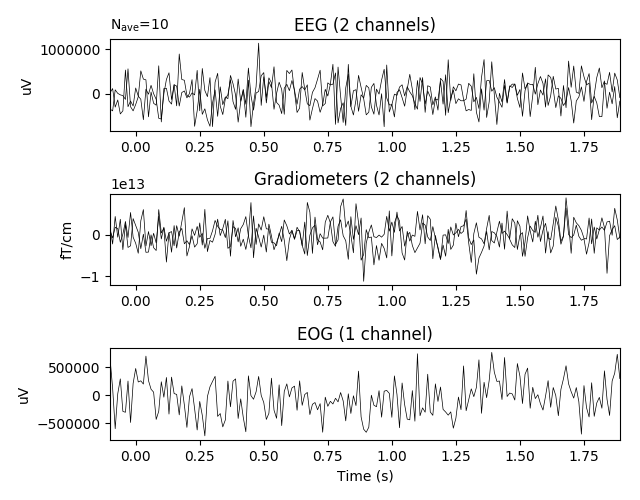 N_ave=10
EEG (2 channels)
1000000
0
uV
0.00 0.25 0.50 0.75 1.00 1.25 1.50 1.75
1e13
Gradiometers (2 channels)
0
−1
fT/cm
0.00 0.25 0.50 0.75 1.00 1.25 1.50 1.75
EOG (1 channel)
500000
0
−500000
uV
0.00 0.25 0.50 0.75 1.00 1.25 1.50 1.75
Time (s)